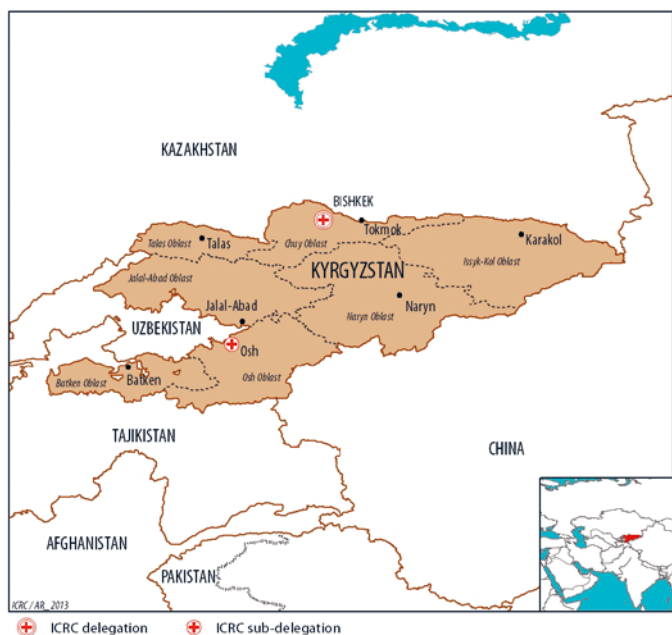 KAZAKHSTAN
BISHKEK
Tokmok
Talas Oblast
Talas
Chuy Oblast
Karakol
Issyk-Kol Oblast
KYRGYZSTAN
Jalal-Abad Oblast
Jalal-Abad
Naryn
Naryn Oblast
UZBEKISTAN
Osh
Batken
Batken Oblast
Osh Oblast
TAJIKISTAN
CHINA
AFGHANISTAN
PAKISTAN
ICRC / AR_2013
ICRC delegation
ICRC sub-delegation